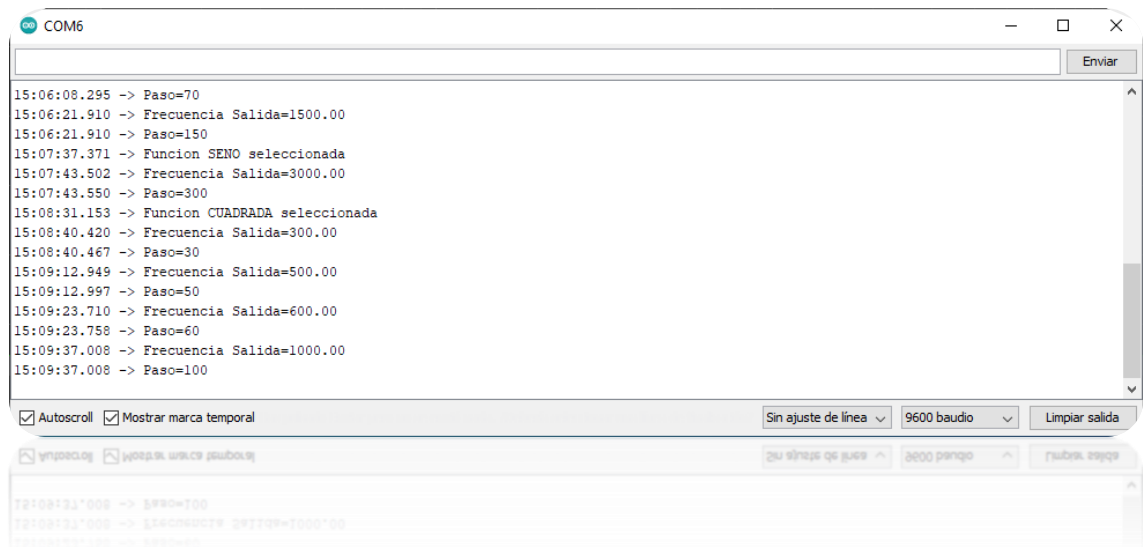 COM6
Enviar
15:06:08.295 -> Paso=70
15:06:21.910 -> Frecuencia Salida=1500.00
15:06:21.910 -> Paso=150
15:07:37.371 -> Funcion SENO seleccionada
15:07:43.502 -> Frecuencia Salida=3000.00
15:07:43.550 -> Paso=300
15:08:31.153 -> Funcion CUADRADA seleccionada
15:08:40.420 -> Frecuencia Salida=300.00
15:08:40.467 -> Paso=30
15:09:12.949 -> Frecuencia Salida=500.00
15:09:12.997 -> Paso=50
15:09:23.710 -> Frecuencia Salida=600.00
15:09:23.758 -> Paso=60
15:09:37.008 -> Frecuencia Salida=1000.00
15:09:37.008 -> Paso=100
Autoscroll Mostrar marca temporal Sin ajuste de línea 9600 baudio Limpiar salida